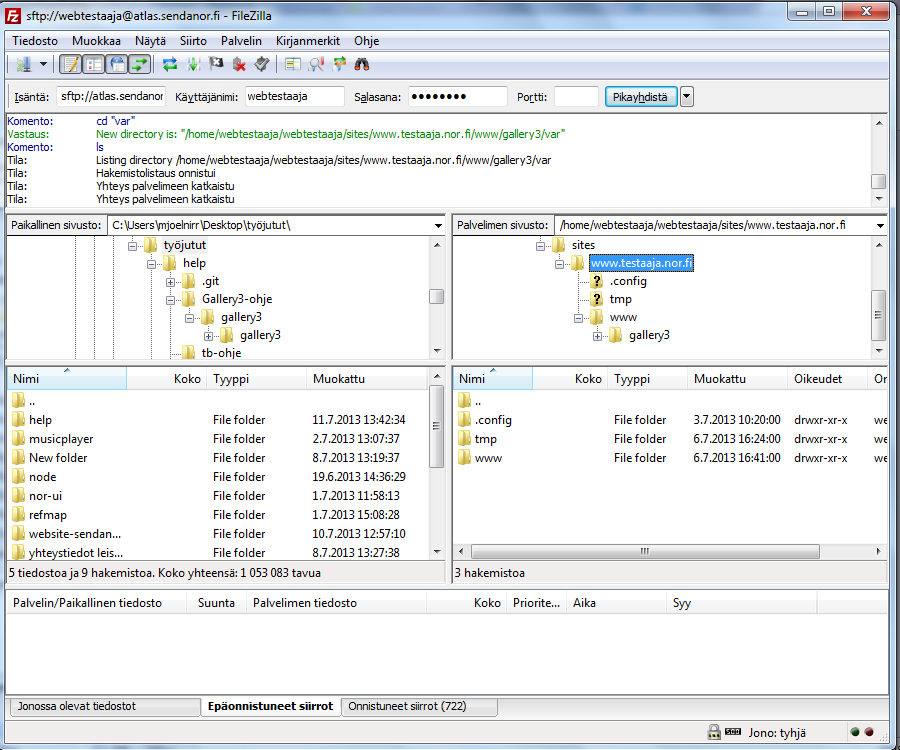 sftp://webtestaaja@atlas.sendanor.fi - FileZilla
Tiedosto Muokkaa Näytä Siirto Palvelin Kirjanmerkit Ohje
Isäntä: sftp://atlas.sendanor Käyttäjänimi: webtestaaja Salasana: ●●●●●●●● Portti: Pikayhdistä
Komento: cd "var"
Vastaus: New directory is: "/home/webtestaaja/webtestaaja/sites/www.testaaja.nor.fi/www/gallery3/var"
Komento: ls
Tila: Listing directory /home/webtestaaja/webtestaaja/sites/www.testaaja.nor.fi/www/gallery3/var
Tila: Hakemistolistaus onnistui
Tila: Yhteys palvelimeen katkaistu
Tila: Yhteys palvelimeen katkaistu
Paikallinen sivusto: C:\Users\mjoelnirr\Desktop\työjutut\
työjutut
help
.git
Gallery3-ohje
gallery3
gallery3
tb-ohje
Palvelimen sivusto: /home/webtestaaja/webtestaaja/sites/www.testaaja.nor.fi
sites
www.testaaja.nor.fi
.config
tmp
www
gallery3
Nimi Koko Tyyppi Muokattu
..
help File folder 11.7.2013 13:42:34
musicplayer File folder 2.7.2013 13:07:37
New folder File folder 8.7.2013 13:19:37
node File folder 19.6.2013 14:36:29
nor-ui File folder 1.7.2013 11:58:13
refmap File folder 1.7.2013 15:08:28
website-sendan... File folder 10.7.2013 12:57:10
yhteystiedot leis... File folder 8.7.2013 13:27:38
5 tiedostoa ja 9 hakemistoa. Koko yhteensä: 1 053 083 tavua
Nimi Koko Tyyppi Muokattu Oikeudet Or
..
.config File folder 3.7.2013 10:20:00 drwxr-xr-x we
tmp File folder 6.7.2013 16:24:00 drwxr-xr-x we
www File folder 6.7.2013 16:41:00 drwxr-xr-x we
3 hakemistoa
Palvelin/Paikallinen tiedosto Suunta Palvelimen tiedosto Koko Priorite... Aika Syy
Jonossa olevat tiedostot Epäonnistuneet siirrot Onnistuneet siirrot (722)
Jono: tyhjä